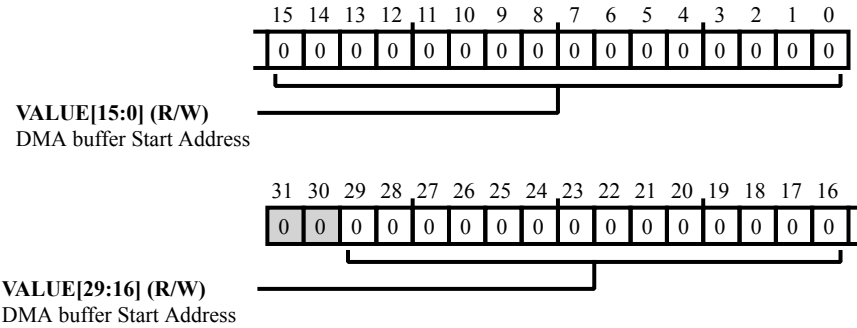 15 14 13 12 11 10 9 8 7 6 5 4 3 2 1 0
0 0 0 0 0 0 0 0 0 0 0 0 0 0 0 0
VALUE[15:0] (R/W)
DMA buffer Start Address
31 30 29 28 27 26 25 24 23 22 21 20 19 18 17 16
0 0 0 0 0 0 0 0 0 0 0 0 0 0 0 0
VALUE[29:16] (R/W)
DMA buffer Start Address